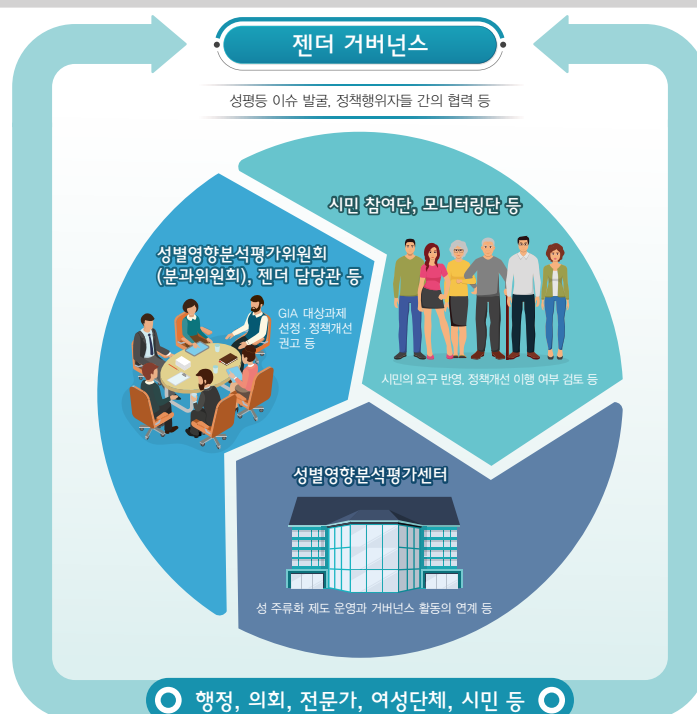 젠더 거버넌스
성평등 이슈 발굴, 정책행위자들 간의 협력 등
시민 참여단, 모니터링단 등
시민의 요구 반영, 정책개선 이행 여부 검토 등
성별영향분석평가위원회
(분과위원회), 젠더 담당관 등
GIA 대상과제
선정·정책개선
권고 등
성별영향분석평가센터
성 주류화 제도 운영과 거버넌스 활동의 연계 등
행정, 의회, 전문가, 여성단체, 시민 등